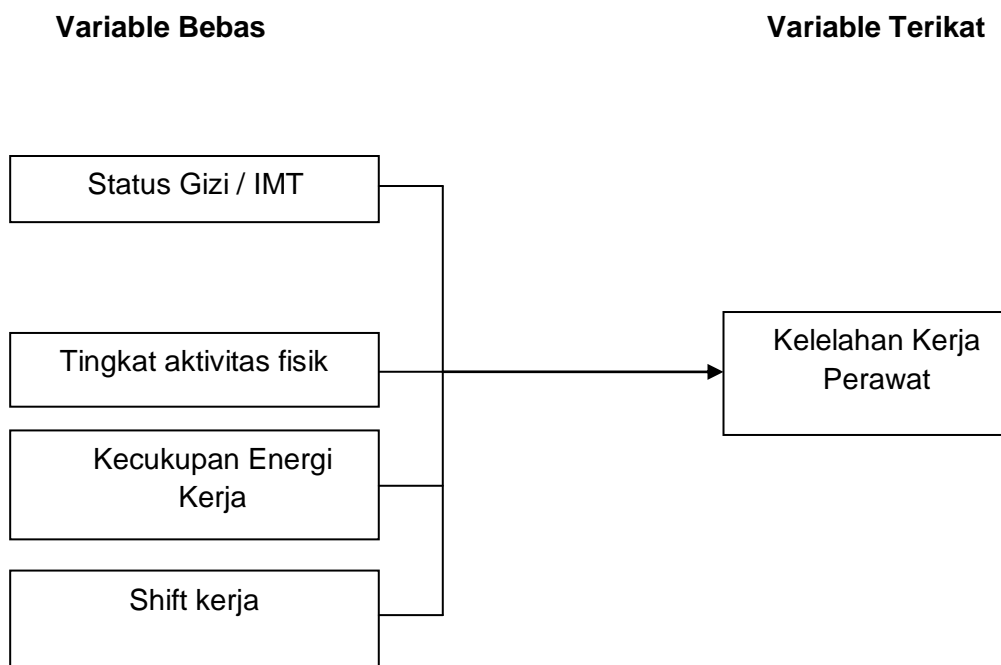 Variable Bebas
Variable Terikat
Status Gizi / IMT
Tingkat aktivitas fisik
Kelelahan Kerja
Perawat
Kecukupan Energi
Kerja
Shift kerja